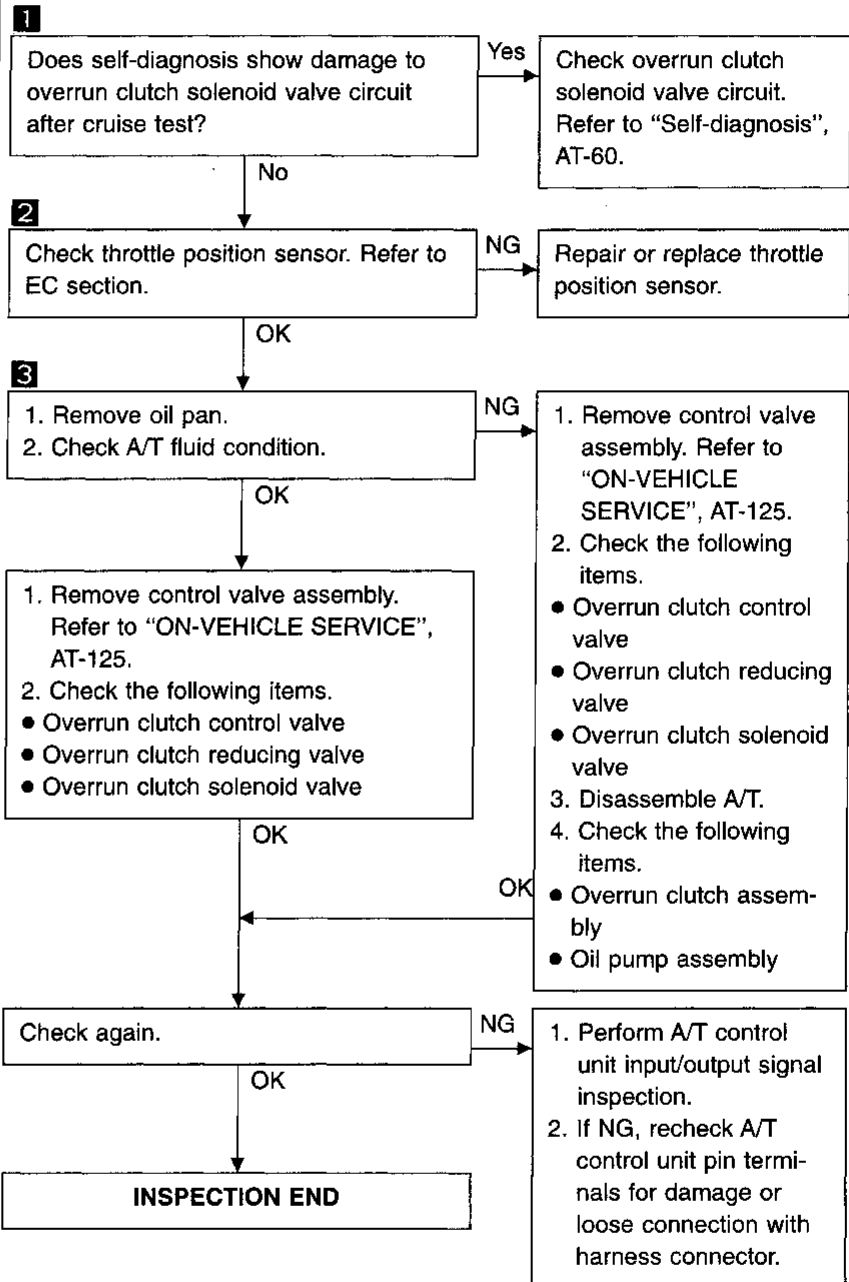 1
Does self-diagnosis show damage to
overrun clutch solenoid valve circuit
after cruise test?
Yes
Check overrun clutch
solenoid valve circuit.
Refer to “Self-diagnosis”,
AT-60.
No
2
Check throttle position sensor. Refer to
EC section.
NG
Repair or replace throttle
position sensor.
OK
3
1. Remove oil pan.
2. Check A/T fluid condition.
NG
1. Remove control valve
assembly. Refer to
“ON-VEHICLE
SERVICE”, AT-125.
2. Check the following
items.
● Overrun clutch control
valve
● Overrun clutch reducing
valve
● Overrun clutch solenoid
valve
3. Disassemble A/T.
4. Check the following
items.
● Overrun clutch assem-
bly
● Oil pump assembly
OK
1. Remove control valve assembly.
Refer to “ON-VEHICLE SERVICE”,
AT-125.
2. Check the following items.
● Overrun clutch control valve
● Overrun clutch reducing valve
● Overrun clutch solenoid valve
OK
OK
Check again.
NG
1. Perform A/T control
unit input/output signal
inspection.
2. If NG, recheck A/T
control unit pin termi-
nals for damage or
loose connection with
harness connector.
OK
INSPECTION END